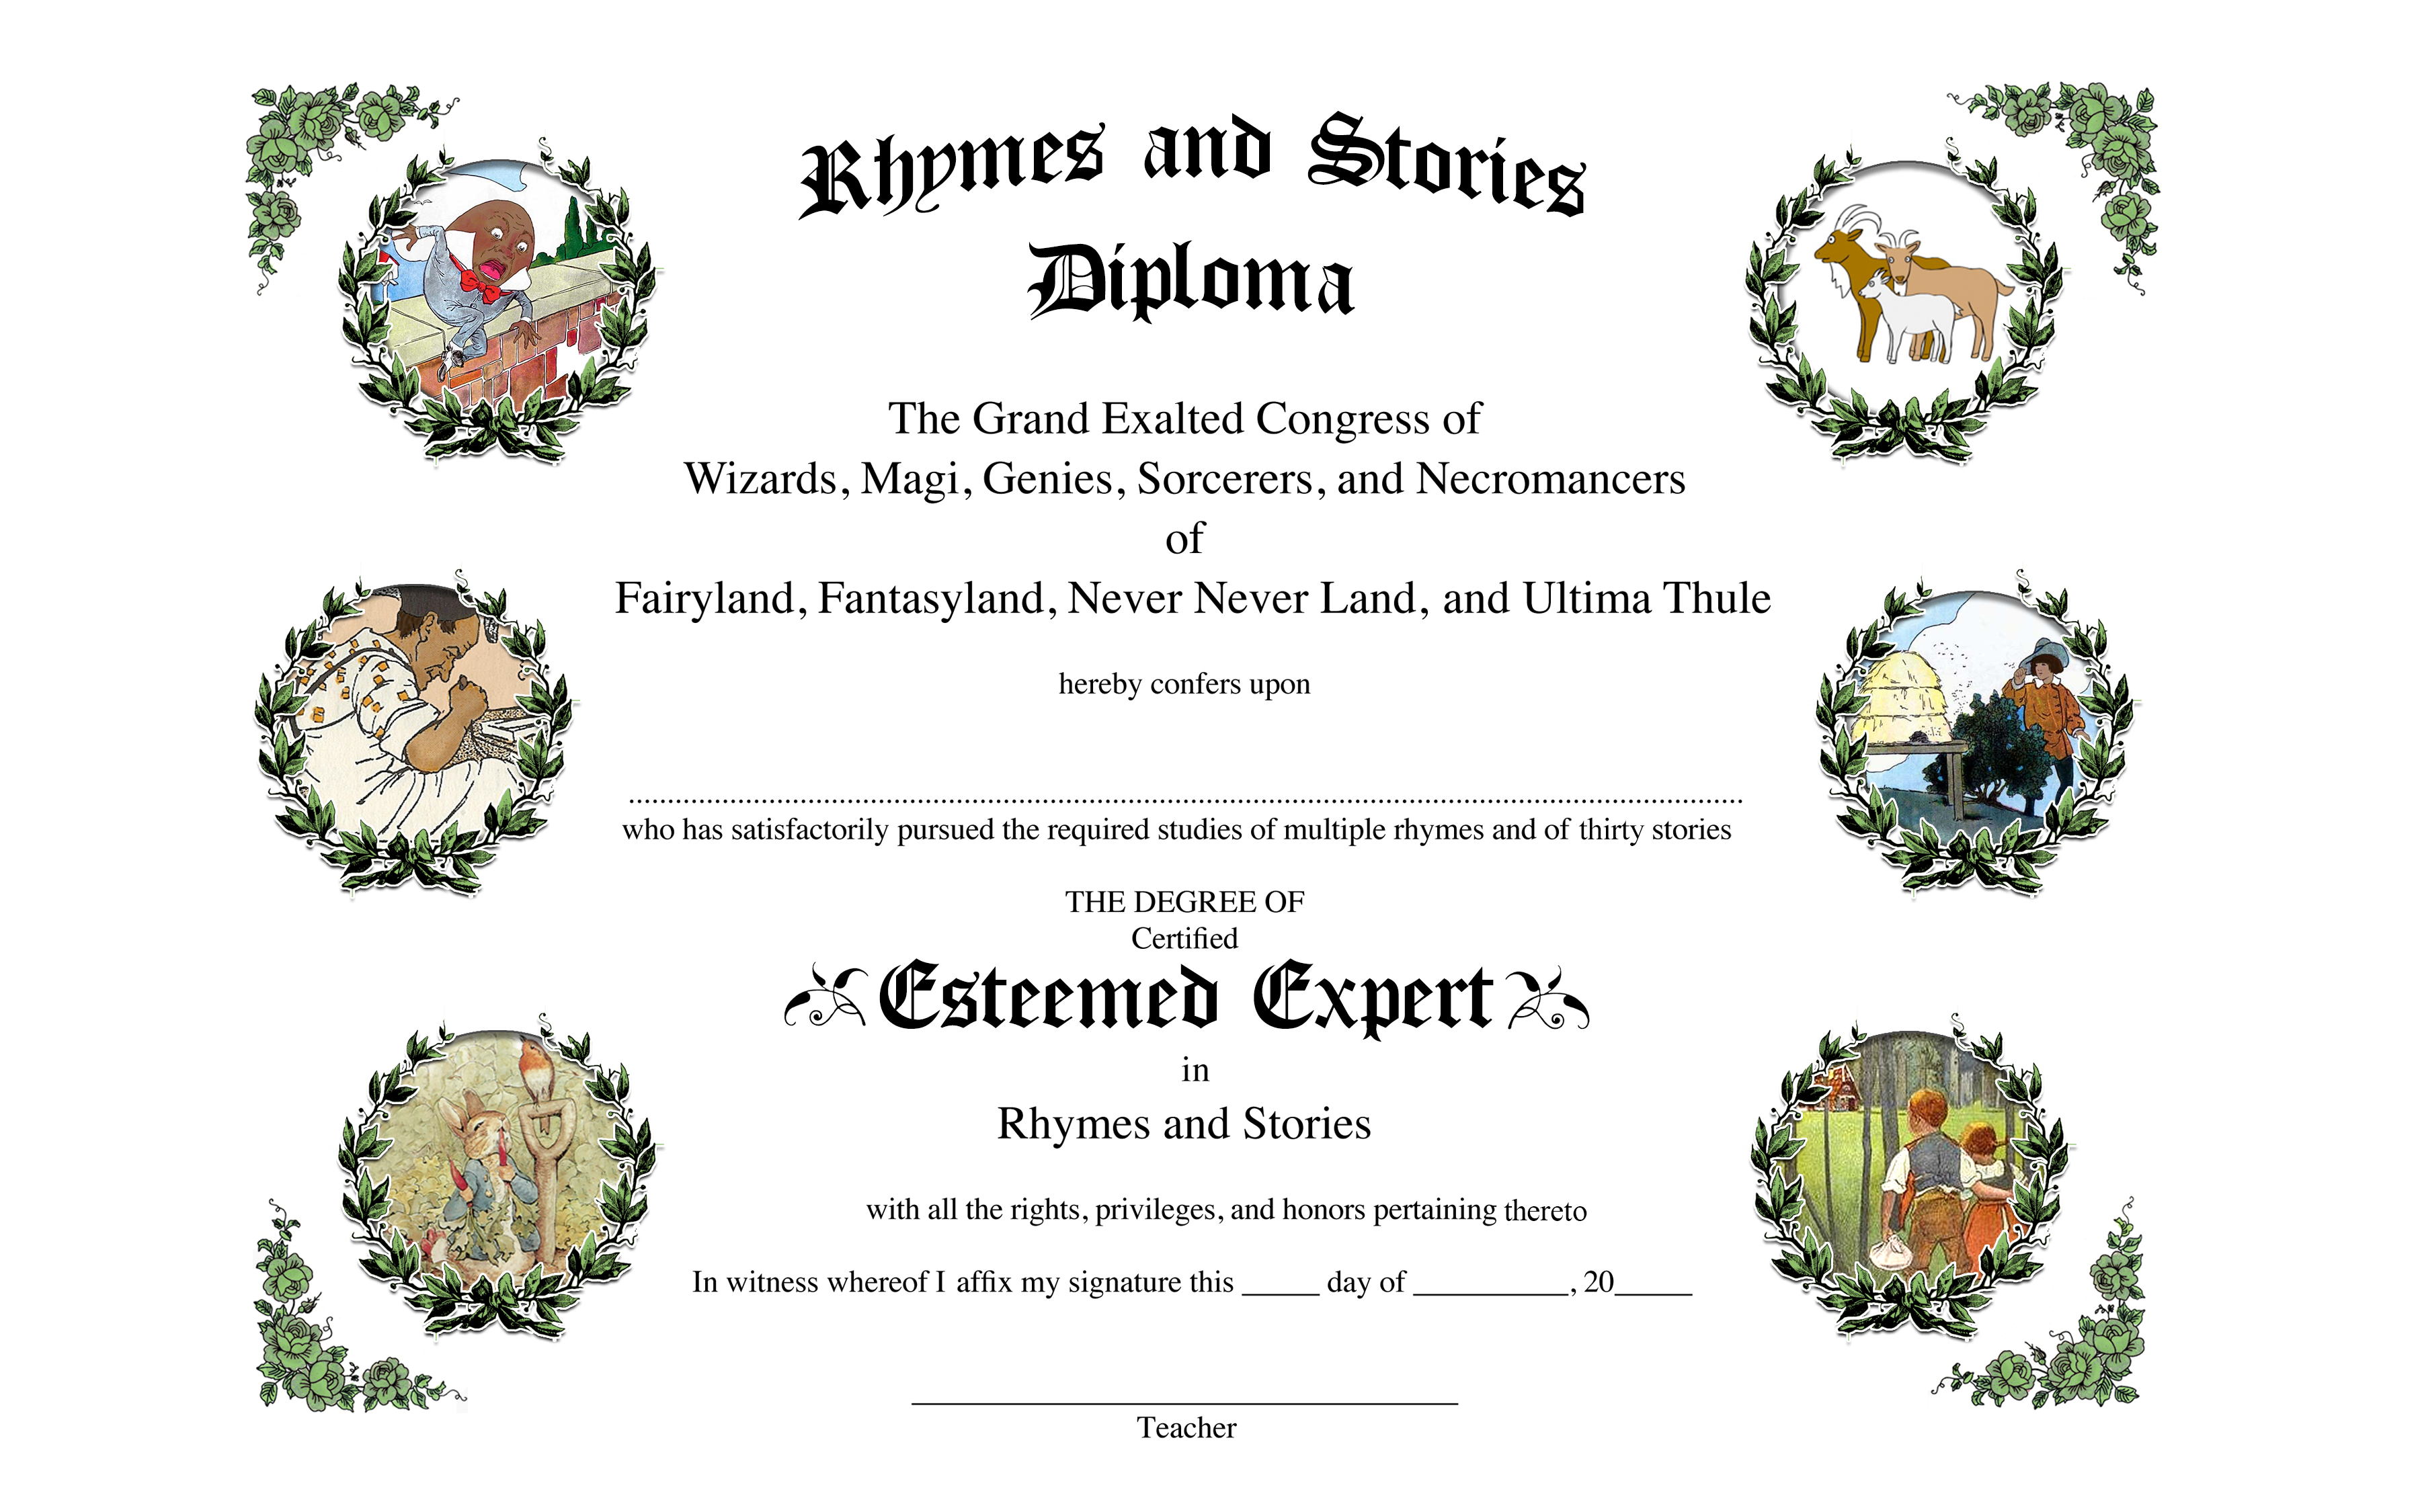 Rhymes and Stories
Diploma
The Grand Exalted Congress of
Wizards, Magi, Genies, Sorcerers, and Necromancers
of
Fairyland, Fantasyland, Never Never Land, and Ultima Thule
hereby confers upon
................................................................................................................................................
who has satisfactorily pursued the required studies of multiple rhymes and of thirty stories
THE DEGREE OF
Certified
Esteemed Expert
in
Rhymes and Stories
with all the rights, privileges, and honors pertaining thereto
In witness whereof I affix my signature this _____ day of __________, 20_____
Teacher